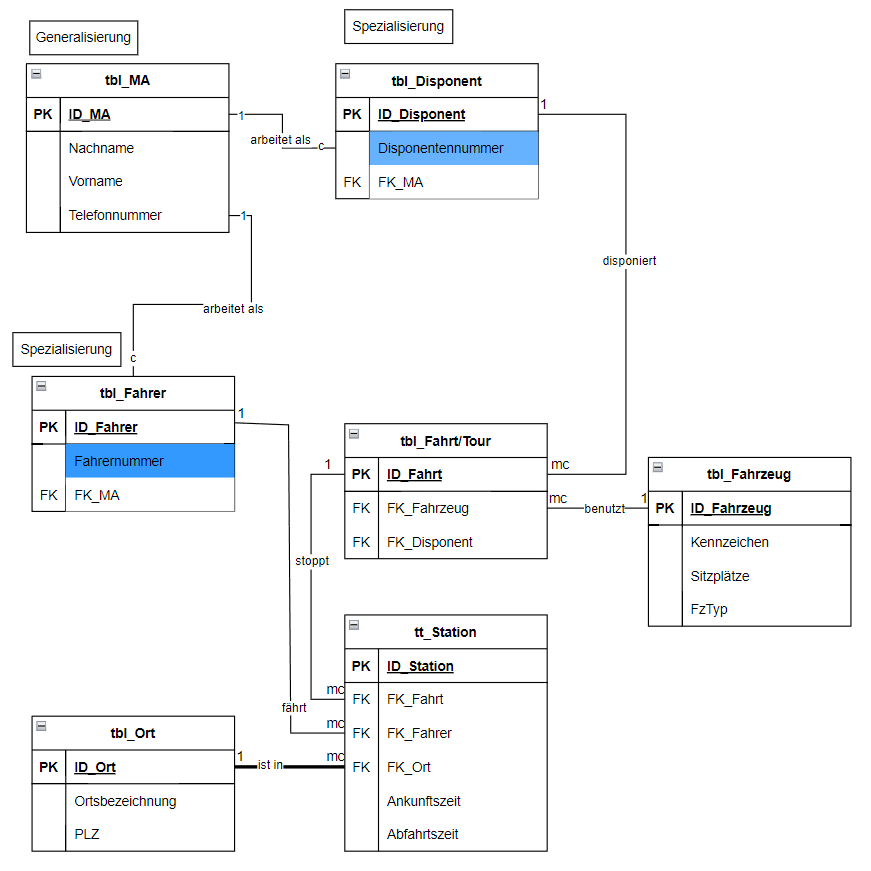 Generalisierung
Spezialisierung
tbl_MA
PK ID_MA
Nachname
Vorname
Telefonnummer
1
arbeitet als
c
tbl_Disponent
PK ID_Disponent
Disponentennummer
FK FK_MA
1
disponiert
mc
1
arbeitet als
c
Spezialisierung
tbl_Fahrer
PK ID_Fahrer
Fahrernummer
FK FK_MA
1
fährt
mc
tbl_Fahrt/Tour
PK ID_Fahrt
FK FK_Fahrzeug
FK FK_Disponent
1
stoppt
mc
mc
benutzt
1
tbl_Fahrzeug
PK ID_Fahrzeug
Kennzeichen
Sitzplätze
FzTyp
tt_Station
PK ID_Station
FK FK_Fahrt
FK FK_Fahrer
FK FK_Ort
Ankunftszeit
Abfahrtszeit
tbl_Ort
PK ID_Ort
Ortsbezeichnung
PLZ
1
ist in
mc